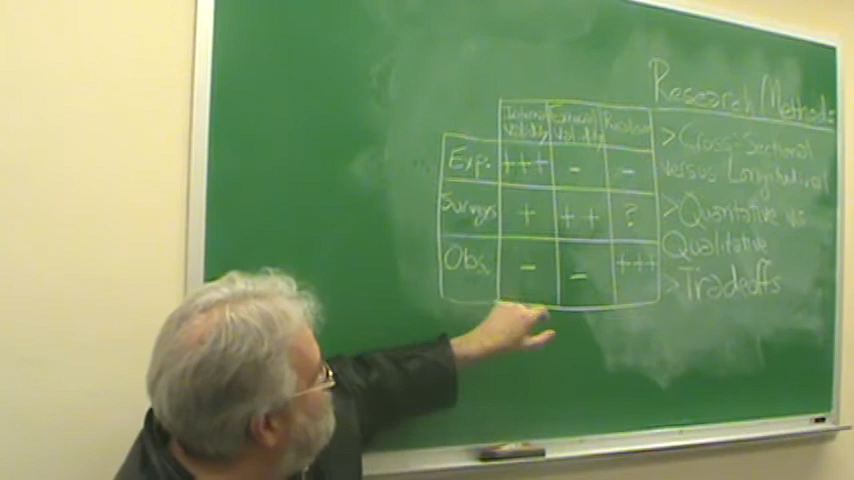 Research Methods
Internal External Realism
Validity Validity
Exp. +++ - -
Surveys + ++ ?
Obs. - - +++
> Cross-Sectional
versus Longitudinal
> Quantative vs
Qualitative
> Tradeoffs